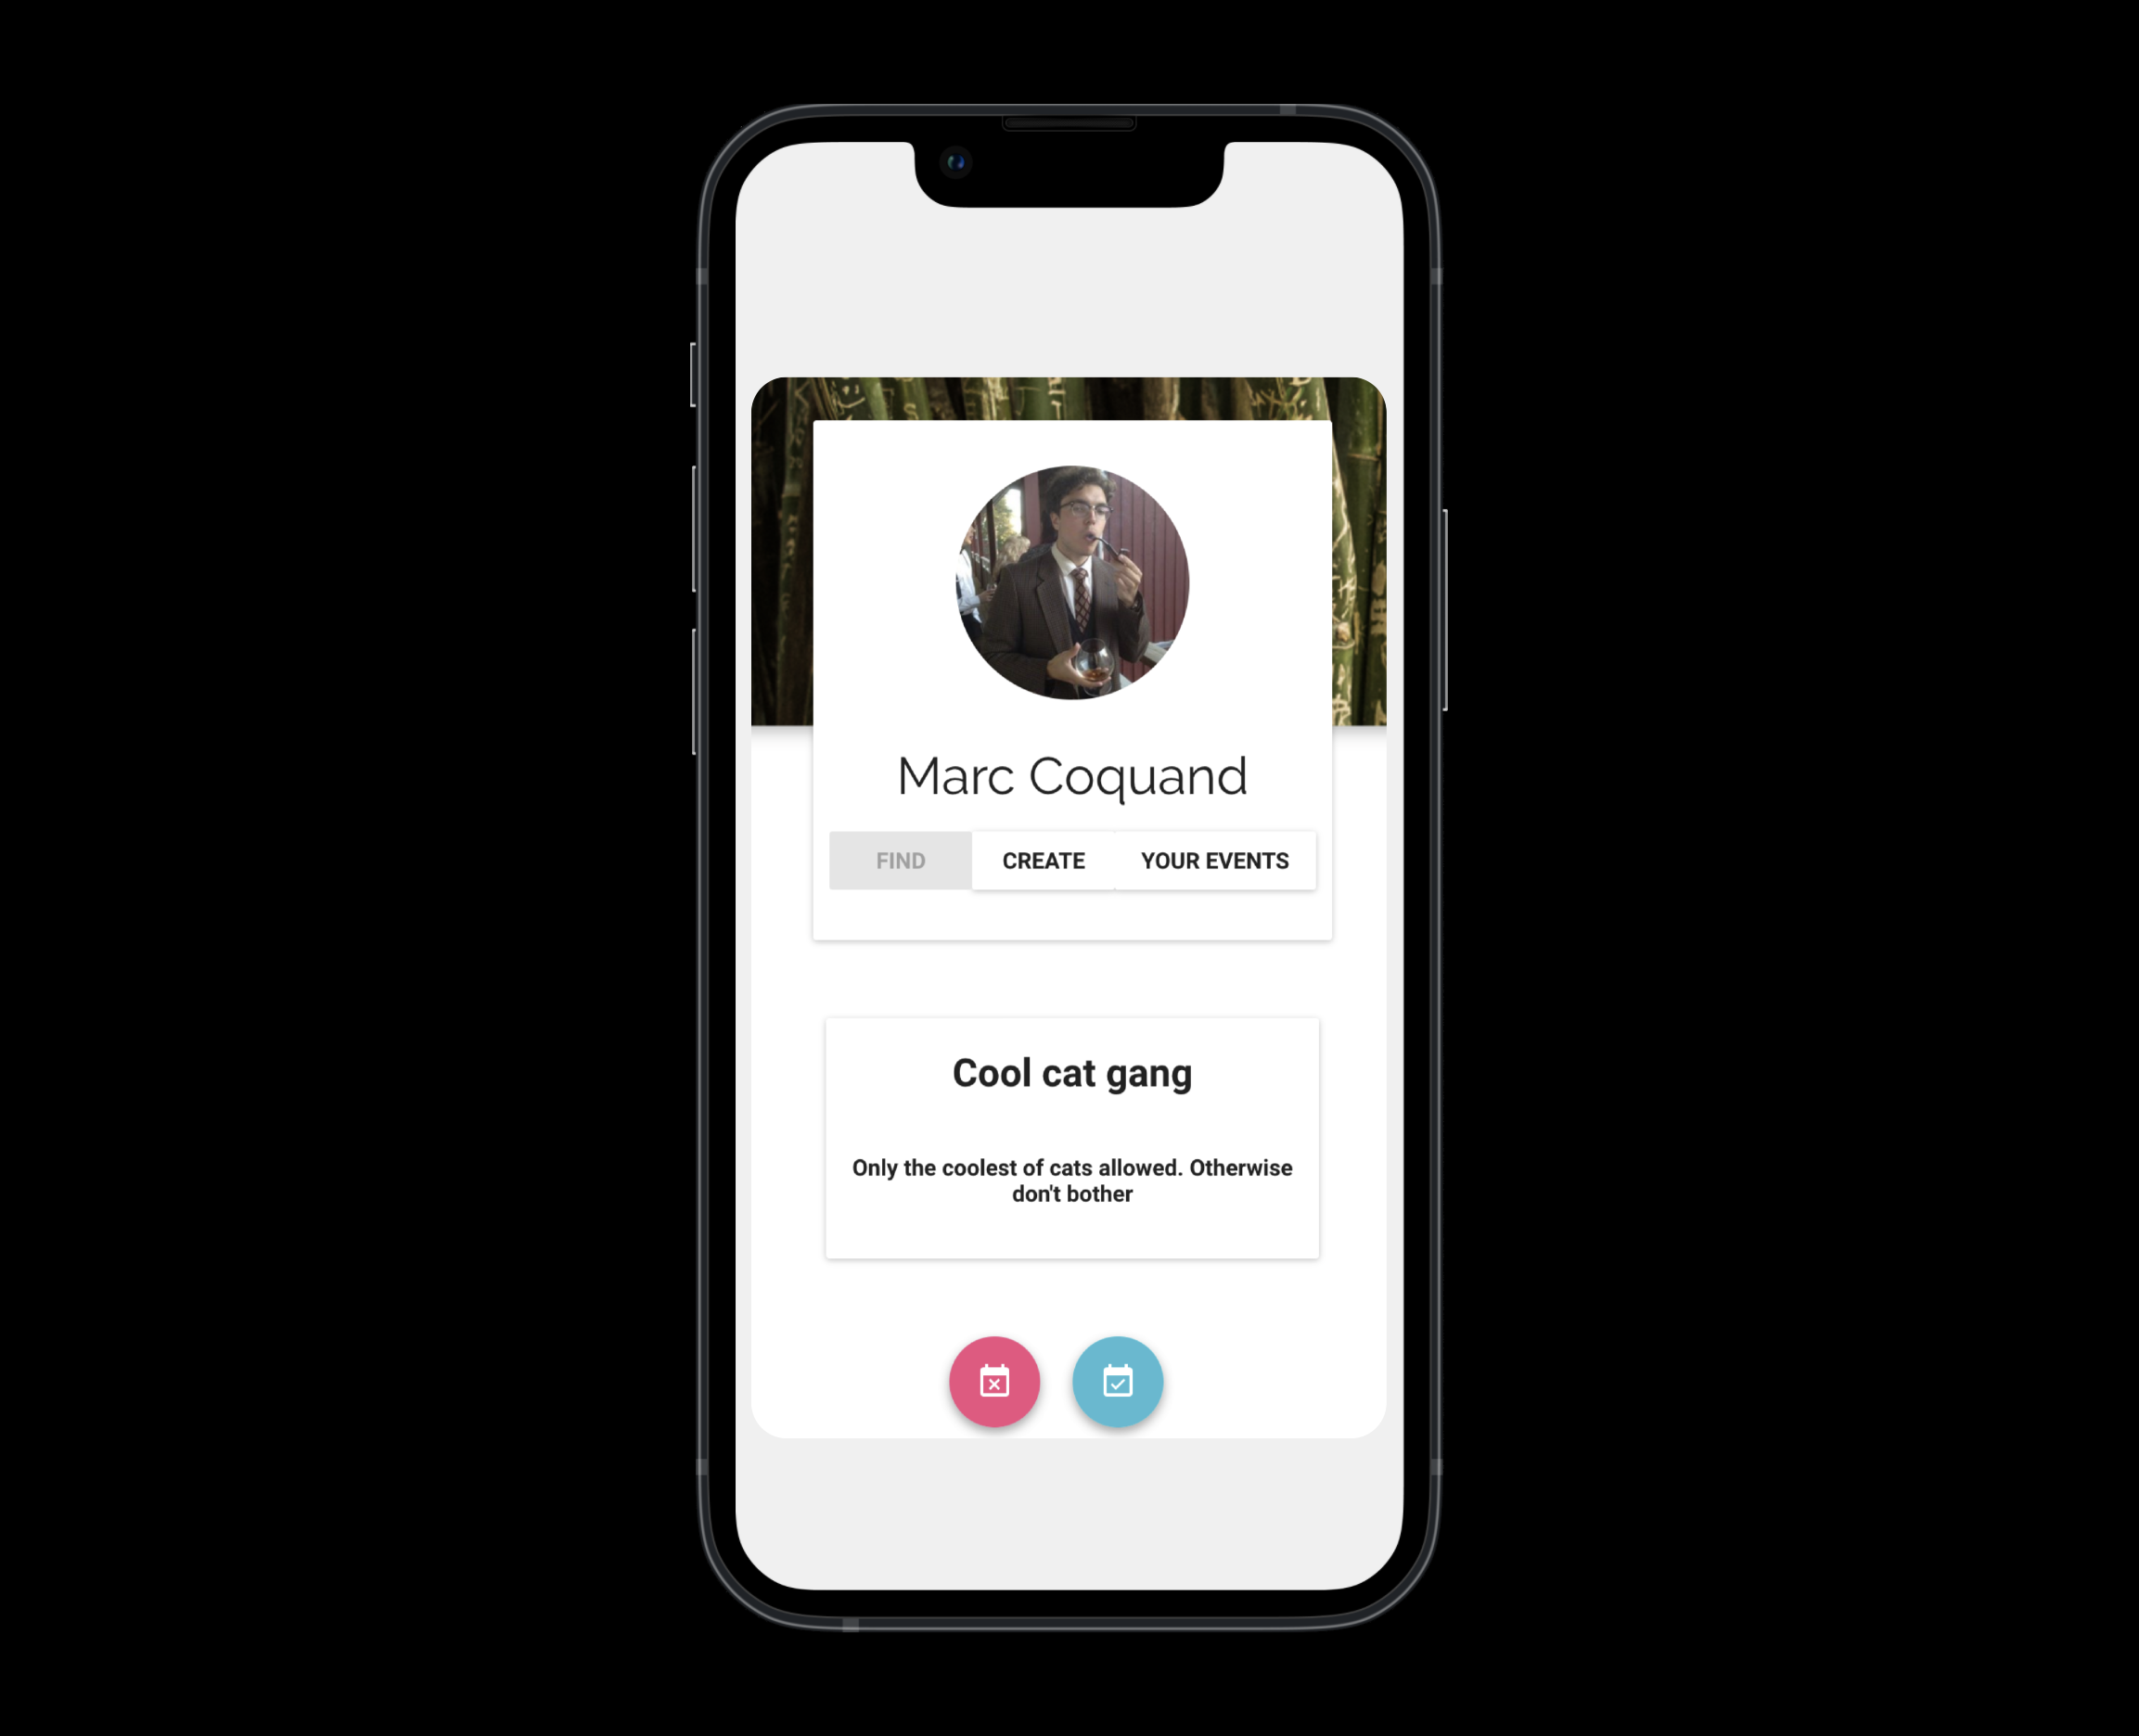 Marc Coquand
FIND
CREATE
YOUR EVENTS
Cool cat gang
Only the coolest of cats allowed. Otherwise
don't bother